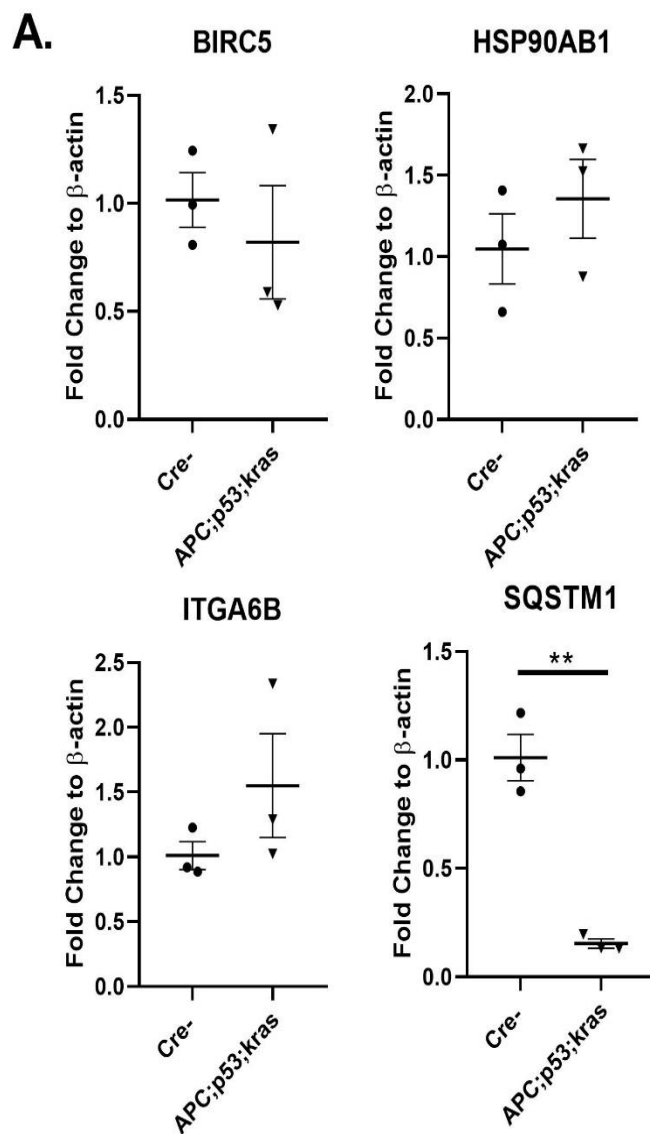 A.
BIRC5
Fold Change to β-actin
1.5
1.0
0.5
0.0
Cre-
APC;p53;kras
HSP90AB1
Fold Change to β-actin
2.0
1.5
1.0
0.5
0.0
Cre-
APC;p53;kras
ITGA6B
Fold Change to β-actin
2.5
2.0
1.5
1.0
0.5
0.0
Cre-
APC;p53;kras
SQSTM1
Fold Change to β-actin
1.5
1.0
0.5
0.0
**
Cre-
APC;p53;kras